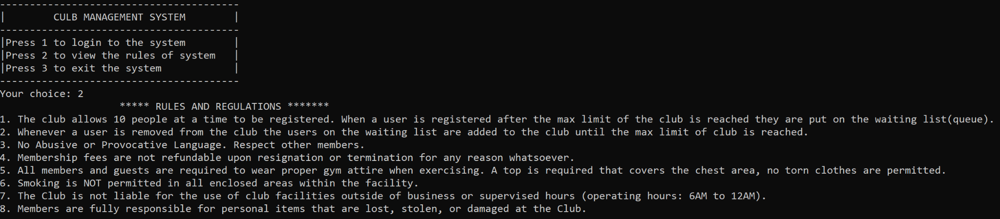 ----------------------------------------
|        CULB MANAGEMENT SYSTEM        |
----------------------------------------
|Press 1 to login to the system        |
|Press 2 to view the rules of system   |
|Press 3 to exit the system            |
----------------------------------------
Your choice: 2
                    ***** RULES AND REGULATIONS *******
1. The club allows 10 people at a time to be registered. When a user is registered after the max limit of the club is reached they are put on the waiting list(queue).
2. Whenever a user is removed from the club the users on the waiting list are added to the club until the max limit of club is reached.
3. No Abusive or Provocative Language. Respect other members.
4. Membership fees are not refundable upon resignation or termination for any reason whatsoever.
5. All members and guests are required to wear proper gym attire when exercising. A top is required that covers the chest area, no torn clothes are permitted.
6. Smoking is NOT permitted in all enclosed areas within the facility.
7. The Club is not liable for the use of club facilities outside of business or supervised hours (operating hours: 6AM to 12AM).
8. Members are fully responsible for personal items that are lost, stolen, or damaged at the Club.